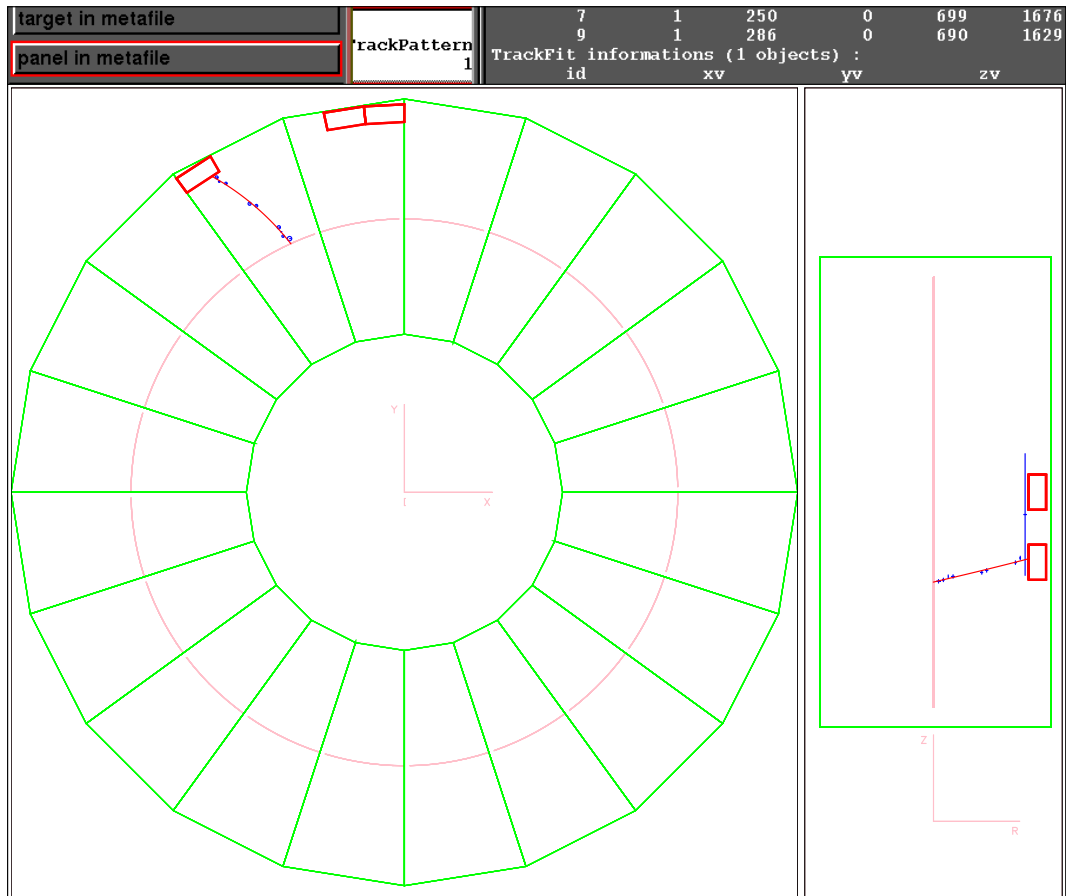 target in metafile
panel in metafile
rackPattern
1
7 1 250 0 699 1676
9 1 286 0 690 1629
TrackFit informations (1 objects) :
id xv yv zv
Y
X
Z
R